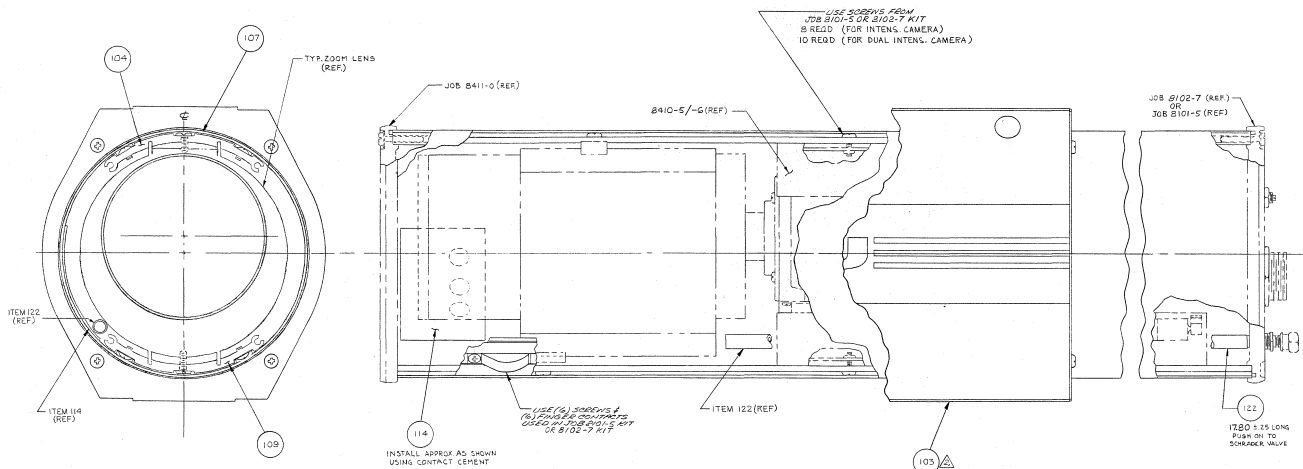 107
104
TYP. ZOOM LENS
(REF.)
JOB 8411-0 (REF.)
USE SCREWS FROM
JOB 8101-5 OR 8102-7 KIT
8 REQD (FOR INTENS. CAMERA)
10 REQD (FOR DUAL INTENS. CAMERA)
8410-5/-6 (REF)
JOB 8102-7 (REF.)
OR
JOB 8101-5 (REF)
ITEM 122
(REF)
ITEM 114
(REF)
109
114
INSTALL APPROX. AS SHOWN
USING CONTACT CEMENT
USE (6) SCREWS &
(6) FINGER CONTACTS
USED IN JOB 8101-5 KIT
OR 8102-7 KIT
ITEM 122 (REF)
103
122
17.80 ±.25 LONG
PUSH ON TO
SCHRADER VALVE